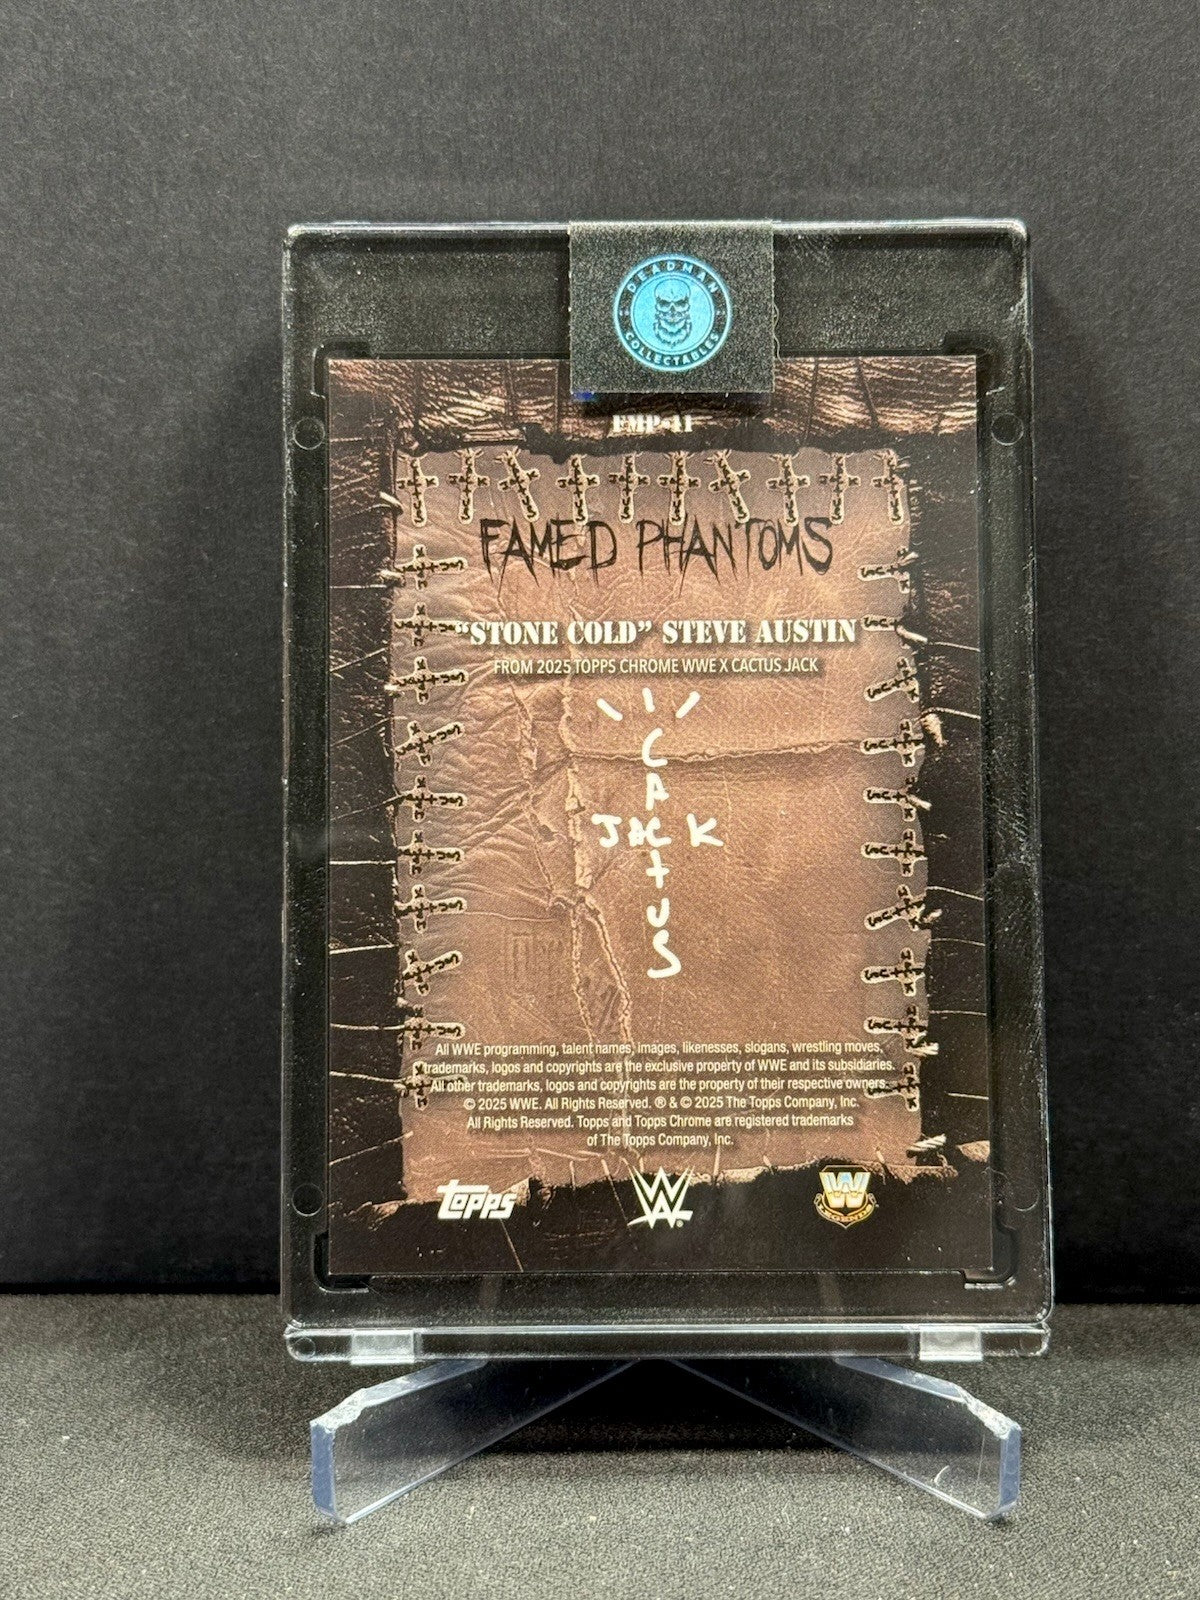 DEADMAN
COLLECTABLES
FMP-41
FAMED PHANTOMS
"STONE COLD" STEVE AUSTIN
FROM 2025 TOPPS CHROME WWE X CACTUS JACK
CACTUS
JACK
All WWE programming, talent names, images, likenesses, slogans, wrestling moves,
trademarks, logos and copyrights are the exclusive property of WWE and its subsidiaries.
All other trademarks, logos and copyrights are the property of their respective owners.
© 2025 WWE. All Rights Reserved. ® & © 2025 The Topps Company, Inc.
All Rights Reserved. Topps and Topps Chrome are registered trademarks
of The Topps Company, Inc.
topps
W
LEGENDS